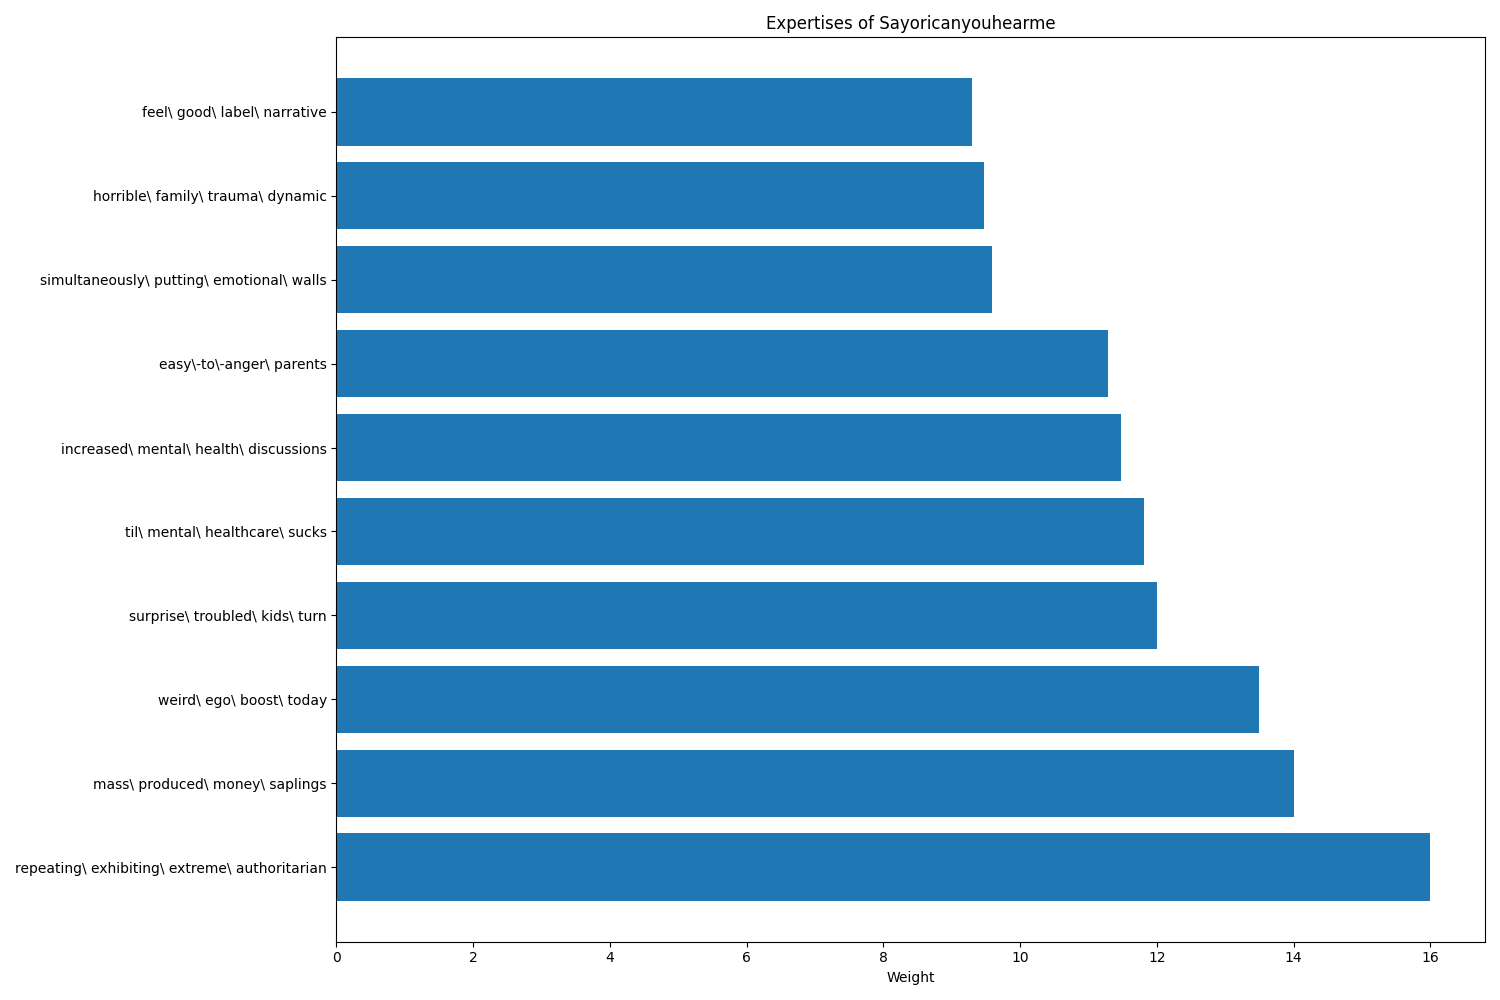 Expertises of Sayoricanyouhearme
feel\ good\ label\ narrative
horrible\ family\ trauma\ dynamic
simultaneously\ putting\ emotional\ walls
easy\-to\-anger\ parents
increased\ mental\ health\ discussions
til\ mental\ healthcare\ sucks
surprise\ troubled\ kids\ turn
weird\ ego\ boost\ today
mass\ produced\ money\ saplings
repeating\ exhibiting\ extreme\ authoritarian
0 2 4 6 8 10 12 14 16
Weight